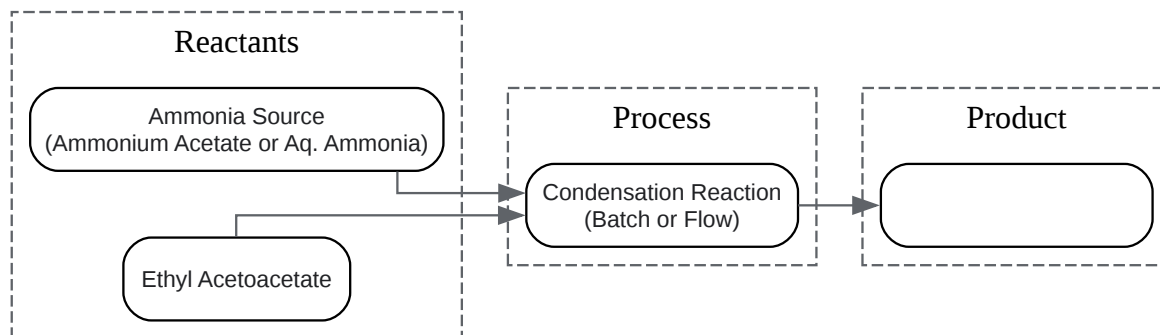 Reactants
Ammonia Source
(Ammonium Acetate or Aq. Ammonia)
Ethyl Acetoacetate
Process
Condensation Reaction
(Batch or Flow)
Product